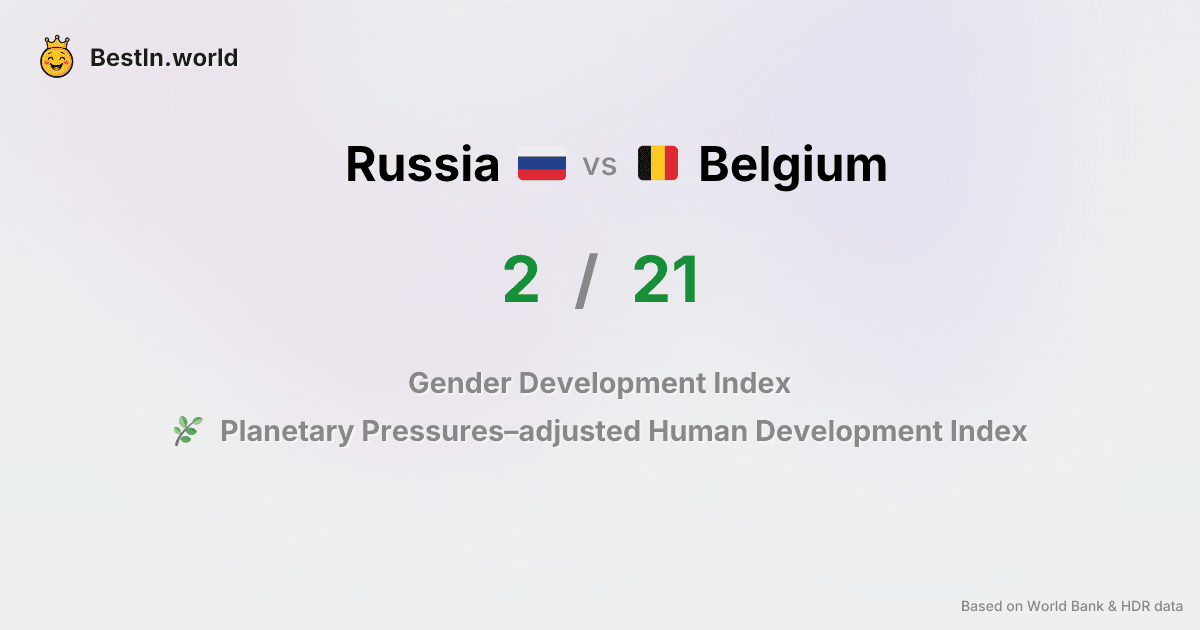 BestIn.world
Russia vs Belgium
2 / 21
Gender Development Index
Planetary Pressures–adjusted Human Development Index
Based on World Bank & HDR data